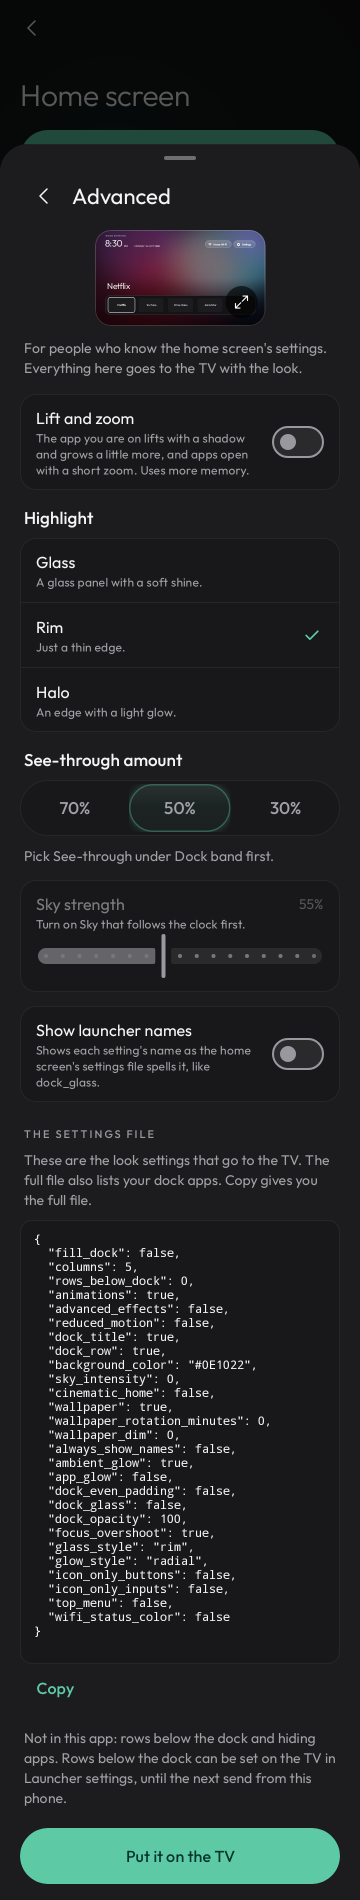 Home screen
Advanced
8:30
Netflix
For people who know the home screen's settings.
Everything here goes to the TV with the look.
Lift and zoom
The app you are on lifts with a shadow
and grows a little more, and apps open
with a short zoom. Uses more memory.
Highlight
Glass
A glass panel with a soft shine.
Rim
Just a thin edge.
Halo
An edge with a light glow.
See-through amount
70% 50% 30%
Pick See-through under Dock band first.
Sky strength 55%
Turn on Sky that follows the clock first.
Show launcher names
Shows each setting's name as the home
screen's settings file spells it, like
dock_glass.
THE SETTINGS FILE
These are the look settings that go to the TV. The
full file also lists your dock apps. Copy gives you
the full file.
{
"fill_dock": false,
"columns": 5,
"rows_below_dock": 0,
"animations": true,
"advanced_effects": false,
"reduced_motion": false,
"dock_title": true,
"dock_row": true,
"background_color": "#0E1022",
"sky_intensity": 0,
"cinematic_home": false,
"wallpaper": true,
"wallpaper_rotation_minutes": 0,
"wallpaper_dim": 0,
"always_show_names": false,
"ambient_glow": true,
"app_glow": false,
"dock_even_padding": false,
"dock_glass": false,
"dock_opacity": 100,
"focus_overshoot": true,
"glass_style": "rim",
"glow_style": "radial",
"icon_only_buttons": false,
"icon_only_inputs": false,
"top_menu": false,
"wifi_status_color": false
}
Copy
Not in this app: rows below the dock and hiding
apps. Rows below the dock can be set on the TV in
Launcher settings, until the next send from this
phone.
Put it on the TV